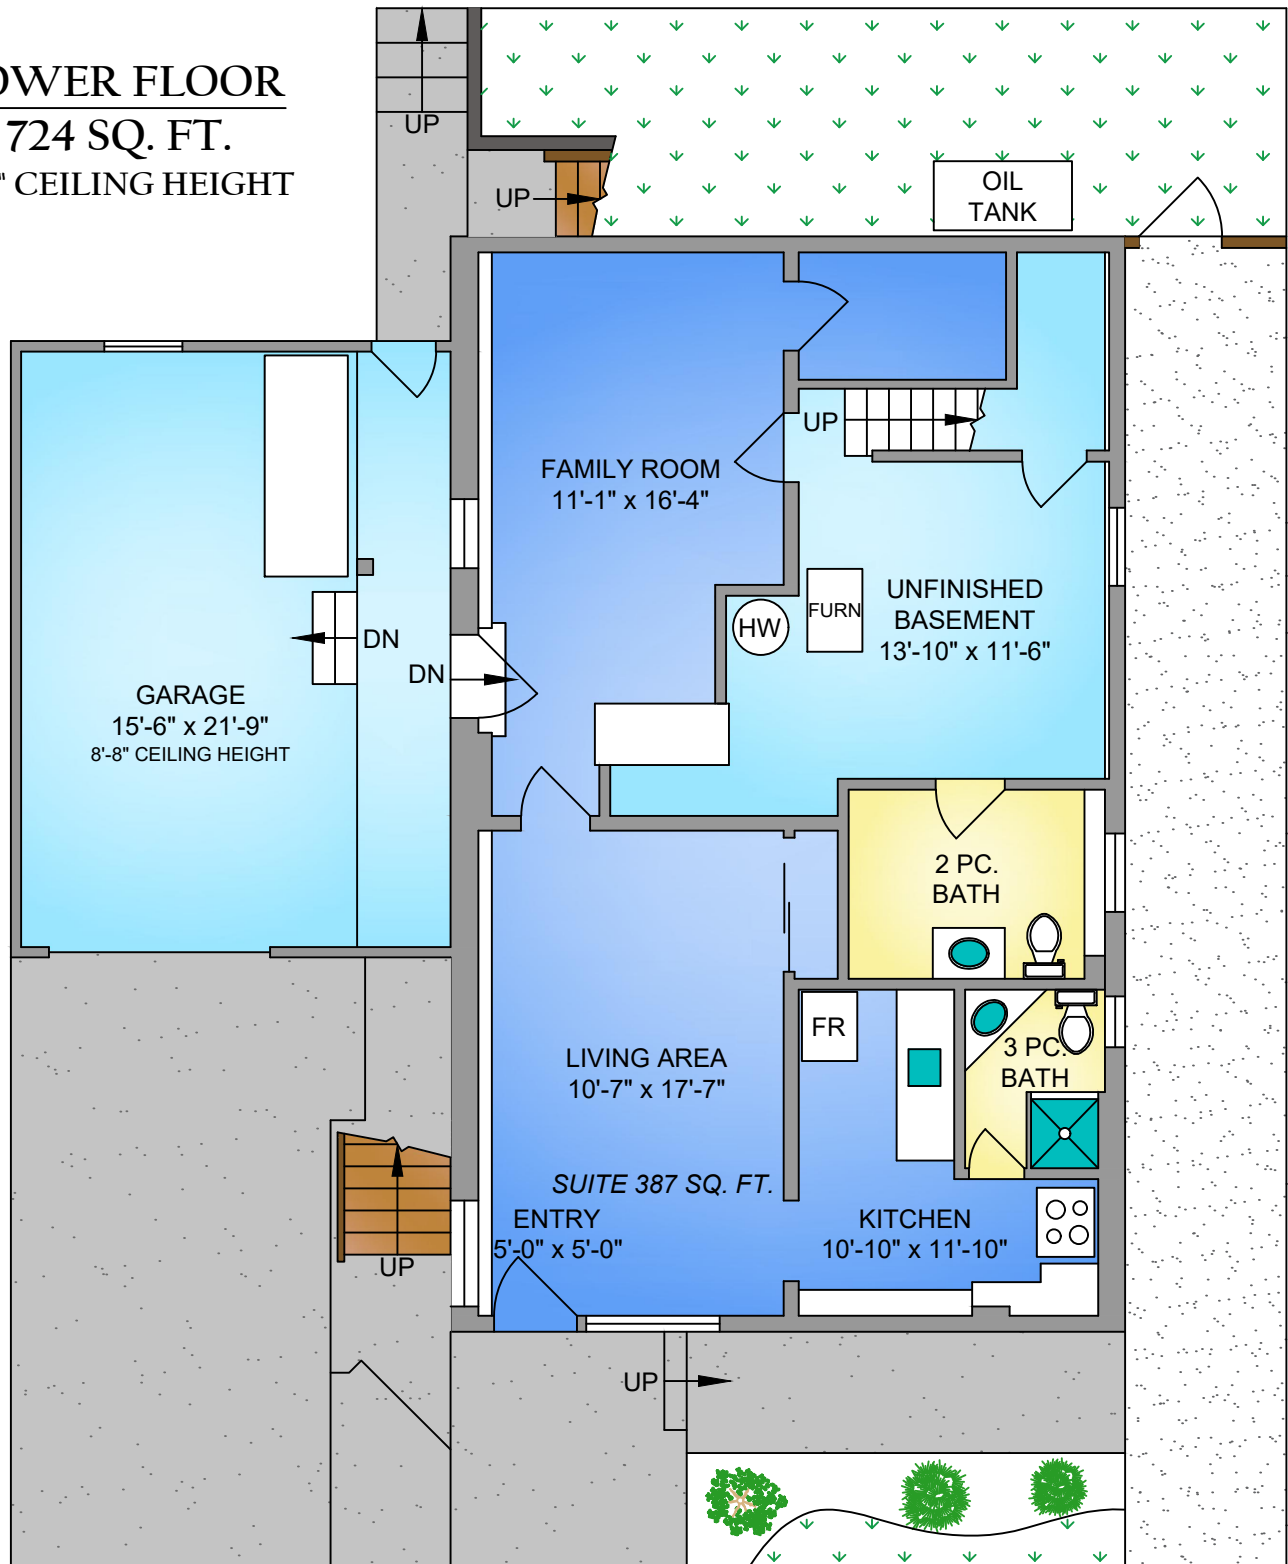 OWER FLOOR
724 SQ. FT.
" CEILING HEIGHT
UP
UP
OIL
TANK
UP
FAMILY ROOM
11'-1" x 16'-4"
UNFINISHED
BASEMENT
13'-10" x 11'-6"
FURN
HW
DN
DN
GARAGE
15'-6" x 21'-9"
8'-8" CEILING HEIGHT
2 PC.
BATH
FR
3 PC.
BATH
LIVING AREA
10'-7" x 17'-7"
SUITE 387 SQ. FT.
ENTRY
5'-0" x 5'-0"
KITCHEN
10'-10" x 11'-10"
UP
UP